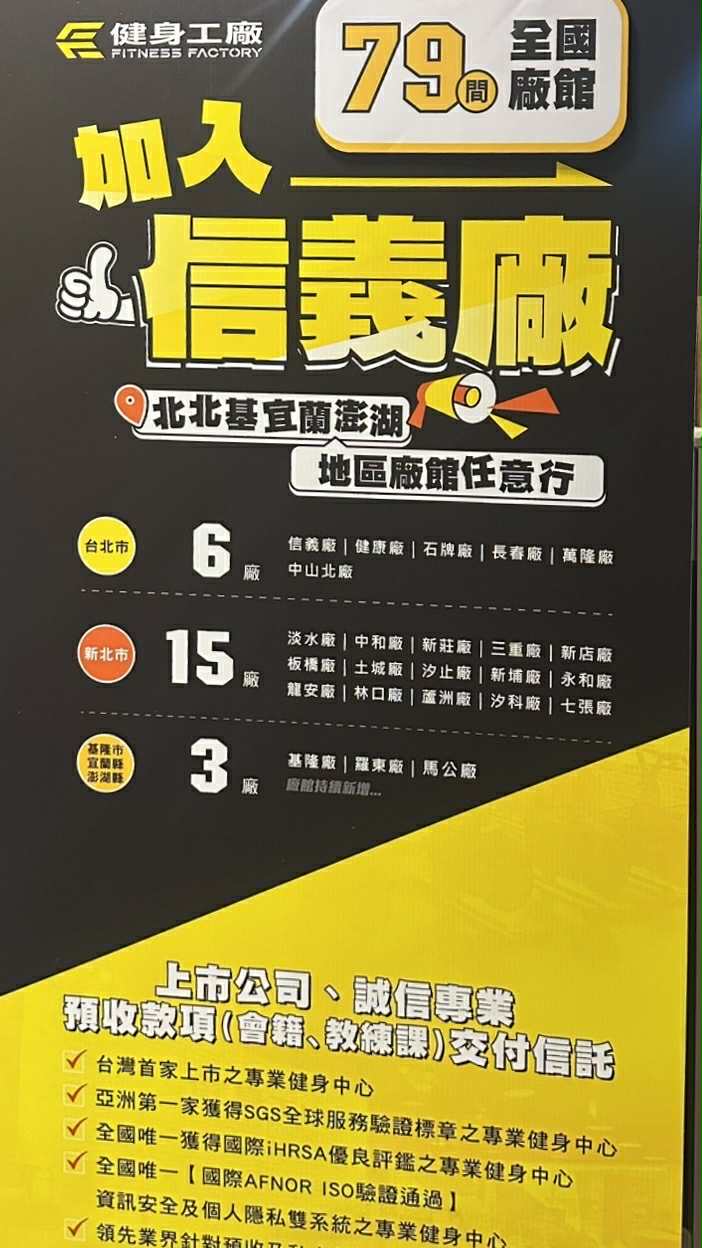 健身工廠
FITNESS FACTORY
79間
全國
廠館
加入
信義廠
北北基宜蘭澎湖
地區廠館任意行
台北市
6廠
信義廠 | 健康廠 | 石牌廠 | 長春廠 | 萬隆廠
中山北廠
新北市
15廠
淡水廠 | 中和廠 | 新莊廠 | 三重廠 | 新店廠
板橋廠 | 土城廠 | 汐止廠 | 新埔廠 | 永和廠
龍安廠 | 林口廠 | 蘆洲廠 | 汐科廠 | 七張廠
基隆市
宜蘭縣
澎湖縣
3廠
基隆廠 | 羅東廠 | 馬公廠
廠館持續新增...
上市公司、誠信專業
預收款項(會籍、教練課)交付信託
台灣首家上市之專業健身中心
亞洲第一家獲得SGS全球服務驗證標章之專業健身中心
全國唯一獲得國際iHRSA優良評鑑之專業健身中心
全國唯一【國際AFNOR ISO驗證通過】
資訊安全及個人隱私雙系統之專業健身中心
領先業界針對預收及